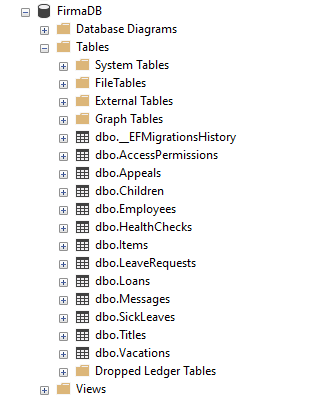 FirmaDB
Database Diagrams
Tables
System Tables
FileTables
External Tables
Graph Tables
dbo.__EFMigrationsHistory
dbo.AccessPermissions
dbo.Appeals
dbo.Children
dbo.Employees
dbo.HealthChecks
dbo.Items
dbo.LeaveRequests
dbo.Loans
dbo.Messages
dbo.SickLeaves
dbo.Titles
dbo.Vacations
Dropped Ledger Tables
Views